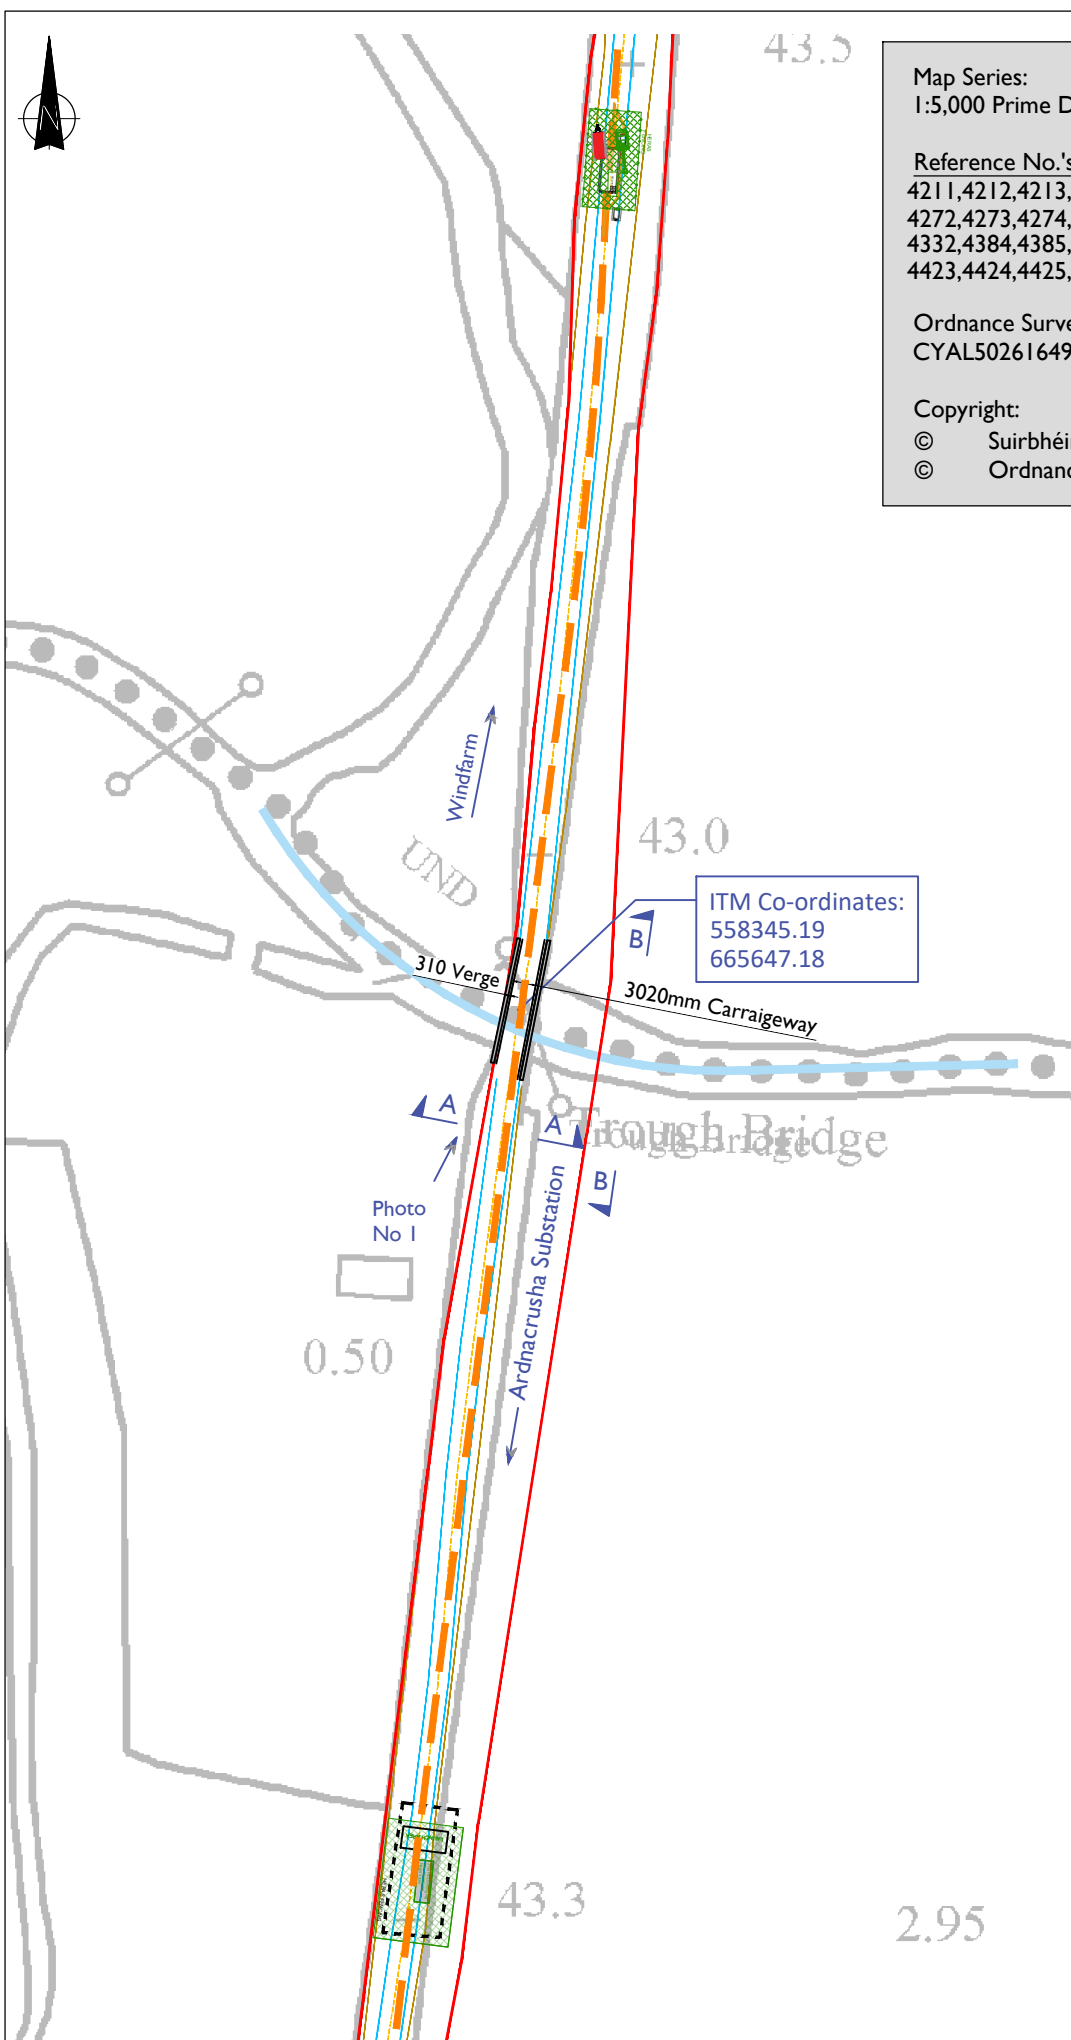 N
43.5
Map Series:
1:5,000 Prime D
Reference No.'s
4211,4212,4213,
4272,4273,4274,
4332,4384,4385,
4423,4424,4425,
Ordnance Surve
CYAL50261649
Copyright:
© Suirbhéi
© Ordnanc
Windfarm
UND
43.0
ITM Co-ordinates:
558345.19
665647.18
B
310 Verge
3020mm Carraigeway
A
A
Trough Bridge
Trough Bridge
B
Photo
No 1
Ardnacrusha Substation
0.50
43.3
2.95